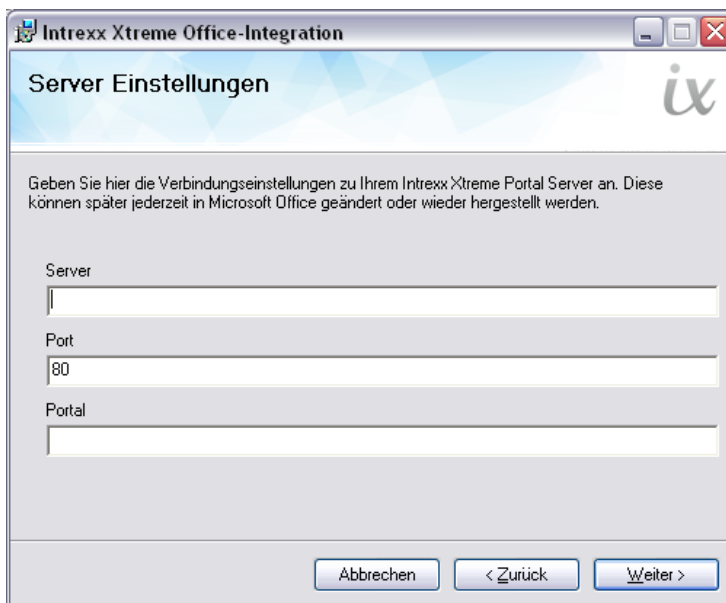 Intrexx Xtreme Office-Integration
Server Einstellungen
ix
Geben Sie hier die Verbindungseinstellungen zu Ihrem Intrexx Xtreme Portal Server an. Diese
können später jederzeit in Microsoft Office geändert oder wieder hergestellt werden.
Server
Port
80
Portal
Abbrechen
< Zurück
Weiter >